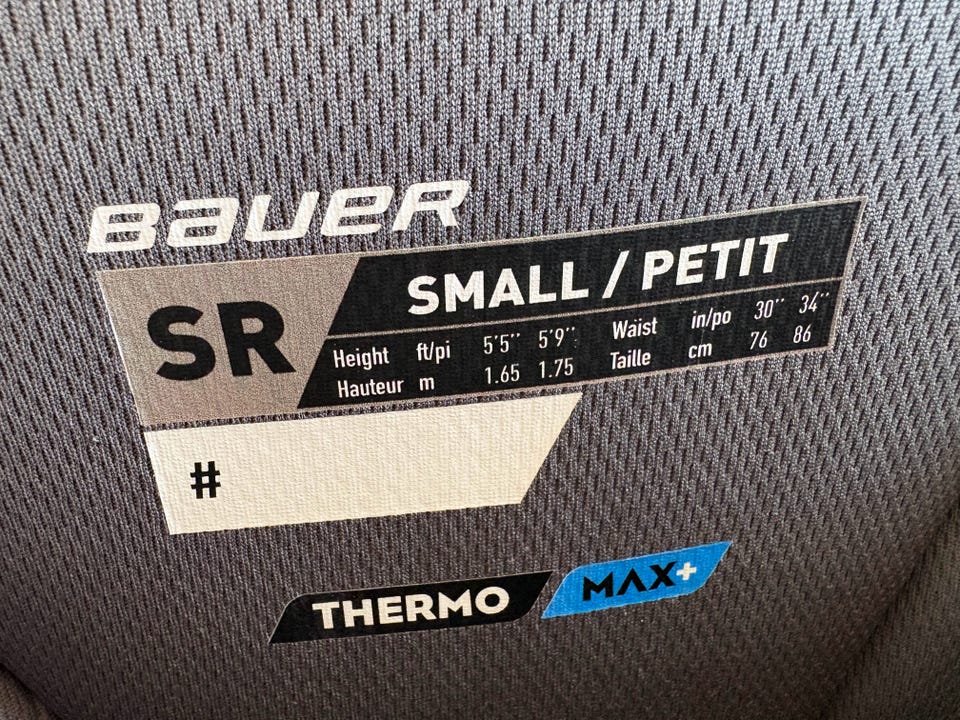 BAUER
SR
SMALL / PETIT
Height ft/pi 5'5'' 5'9'' Waist in/po 30'' 34''
Hauteur m 1.65 1.75 Taille cm 76 86
#
THERMO MAX+